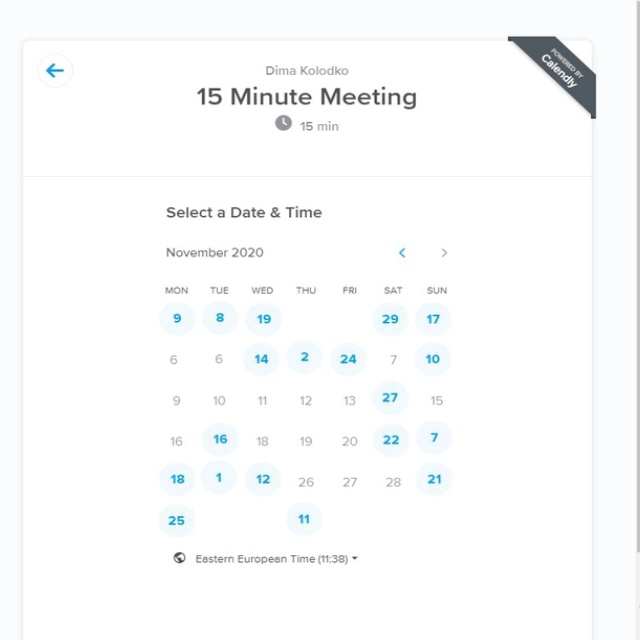 Dima Kolodko
15 Minute Meeting
15 min
POWERED BY
Calendly
Select a Date & Time
November 2020
MON TUE WED THU FRI SAT SUN
9 8 19 29 17
6 6 14 2 24 7 10
9 10 11 12 13 27 15
16 16 18 19 20 22 7
18 1 12 26 27 28 21
25 11
Eastern European Time (11:38)